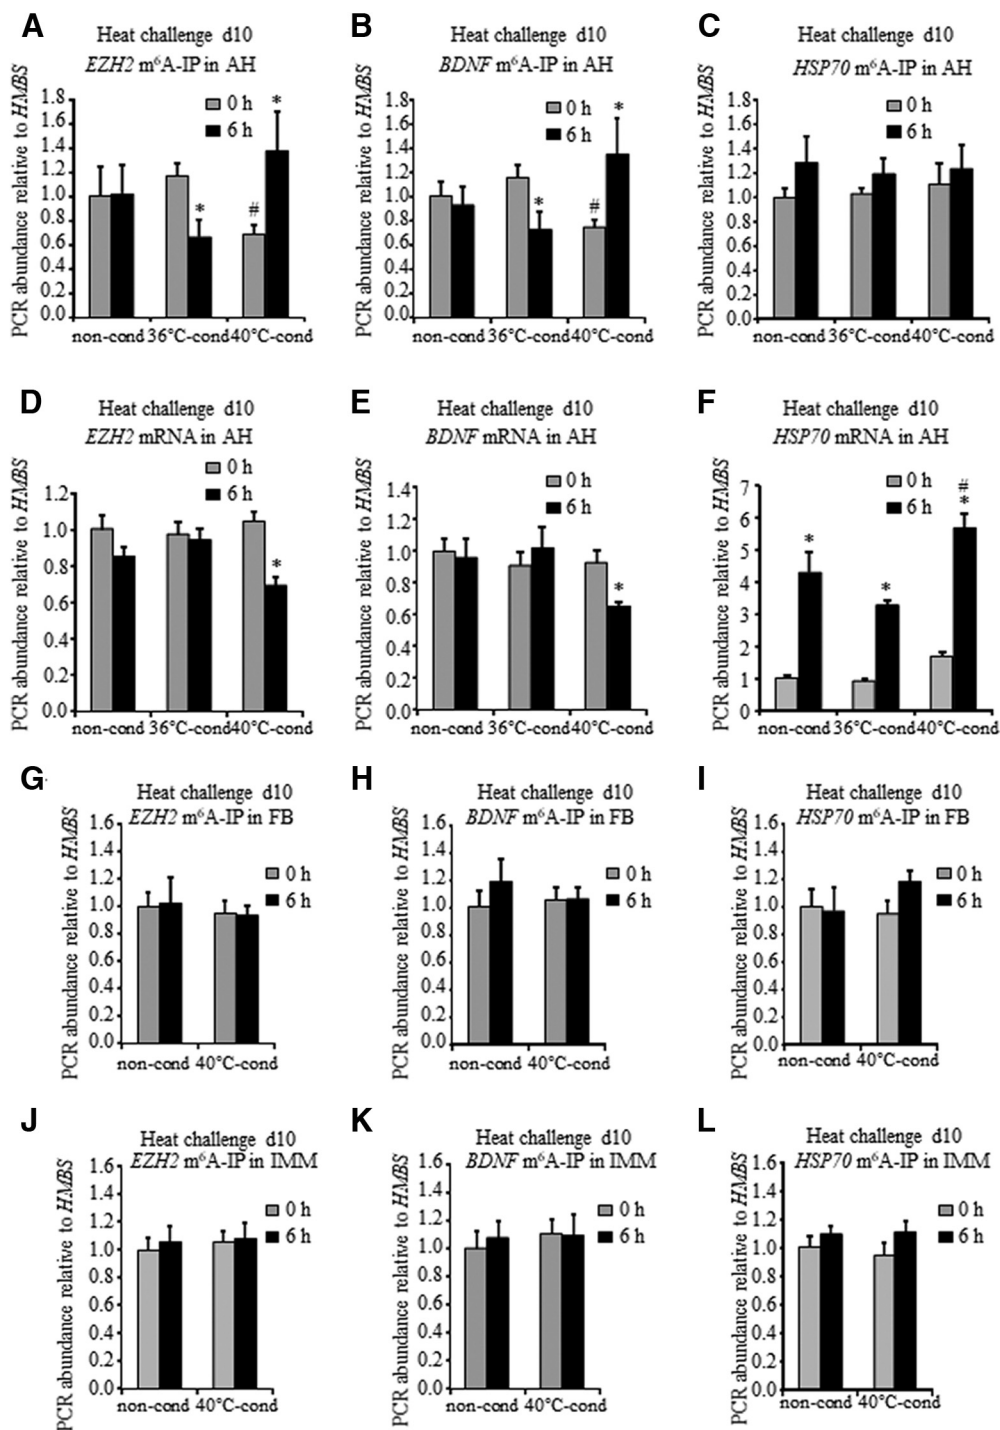 A
Heat challenge d10
EZH2 m⁶A-IP in AH
PCR abundance relative to HMBS
1.8
1.6
1.4
1.2
1.0
0.8
0.6
0.4
0.2
0.0
0 h
6 h
*
#
*
non-cond 36°C-cond 40°C-cond
B
Heat challenge d10
BDNF m⁶A-IP in AH
PCR abundance relative to HMBS
1.8
1.6
1.4
1.2
1.0
0.8
0.6
0.4
0.2
0.0
0 h
6 h
*
#
*
non-cond 36°C-cond 40°C-cond
C
Heat challenge d10
HSP70 m⁶A-IP in AH
PCR abundance relative to HMBS
1.8
1.6
1.4
1.2
1.0
0.8
0.6
0.4
0.2
0.0
0 h
6 h
non-cond 36°C-cond 40°C-cond
D
Heat challenge d10
EZH2 mRNA in AH
PCR abundance relative to HMBS
1.2
1.0
0.8
0.6
0.4
0.2
0.0
0 h
6 h
*
non-cond 36°C-cond 40°C-cond
E
Heat challenge d10
BDNF mRNA in AH
PCR abundance relative to HMBS
1.4
1.2
1.0
0.8
0.6
0.4
0.2
0.0
0 h
6 h
*
non-cond 36°C-cond 40°C-cond
F
Heat challenge d10
HSP70 mRNA in AH
PCR abundance relative to HMBS
7
6
5
4
3
2
1
0
0 h
6 h
*
*
#
*
non-cond 36°C-cond 40°C-cond
G
Heat challenge d10
EZH2 m⁶A-IP in FB
PCR abundance relative to HMBS
1.6
1.4
1.2
1.0
0.8
0.6
0.4
0.2
0.0
0 h
6 h
non-cond 40°C-cond
H
Heat challenge d10
BDNF m⁶A-IP in FB
PCR abundance relative to HMBS
1.6
1.4
1.2
1.0
0.8
0.6
0.4
0.2
0.0
0 h
6 h
non-cond 40°C-cond
I
Heat challenge d10
HSP70 m⁶A-IP in FB
PCR abundance relative to HMBS
1.6
1.4
1.2
1.0
0.8
0.6
0.4
0.2
0.0
0 h
6 h
non-cond 40°C-cond
J
Heat challenge d10
EZH2 m⁶A-IP in IMM
PCR abundance relative to HMBS
1.6
1.4
1.2
1.0
0.8
0.6
0.4
0.2
0.0
0 h
6 h
non-cond 40°C-cond
K
Heat challenge d10
BDNF m⁶A-IP in IMM
PCR abundance relative to HMBS
1.6
1.4
1.2
1.0
0.8
0.6
0.4
0.2
0.0
0 h
6 h
non-cond 40°C-cond
L
Heat challenge d10
HSP70 m⁶A-IP in IMM
PCR abundance relative to HMBS
1.6
1.4
1.2
1.0
0.8
0.6
0.4
0.2
0.0
0 h
6 h
non-cond 40°C-cond